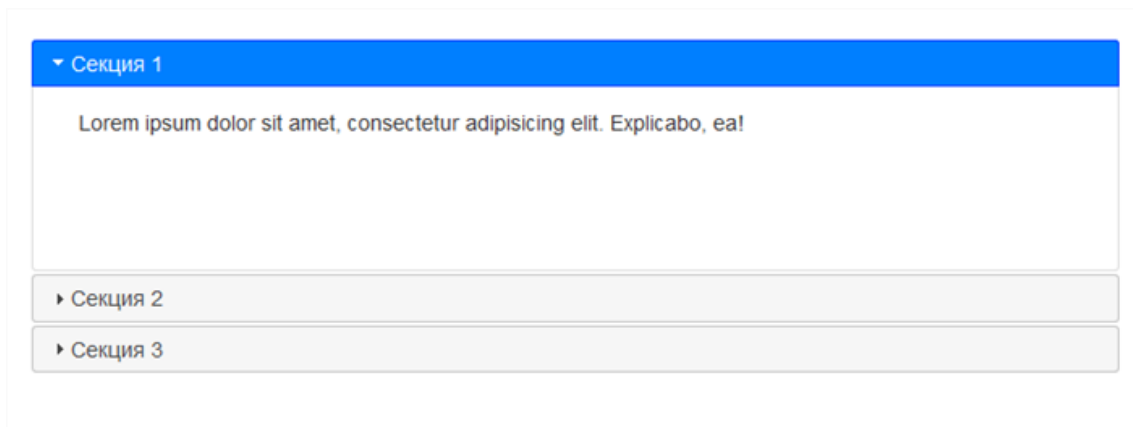 Секция 1
Lorem ipsum dolor sit amet, consectetur adipisicing elit. Explicabo, ea!
Секция 2
Секция 3